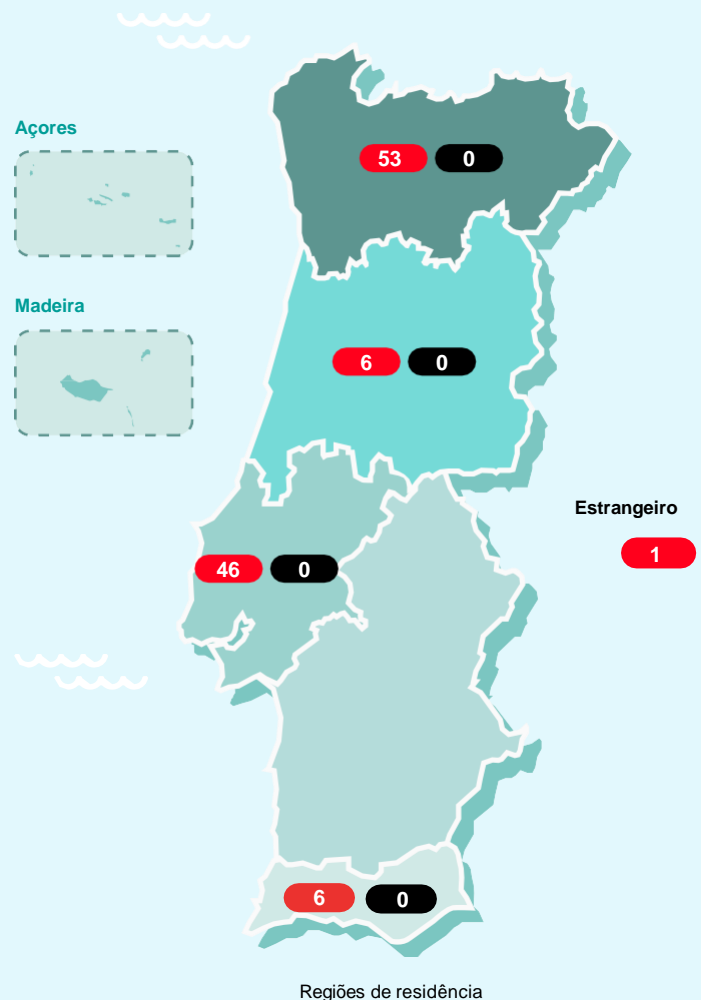 Açores
53 0
Madeira
6 0
Estrangeiro
1
46 0
6 0
Regiões de residência